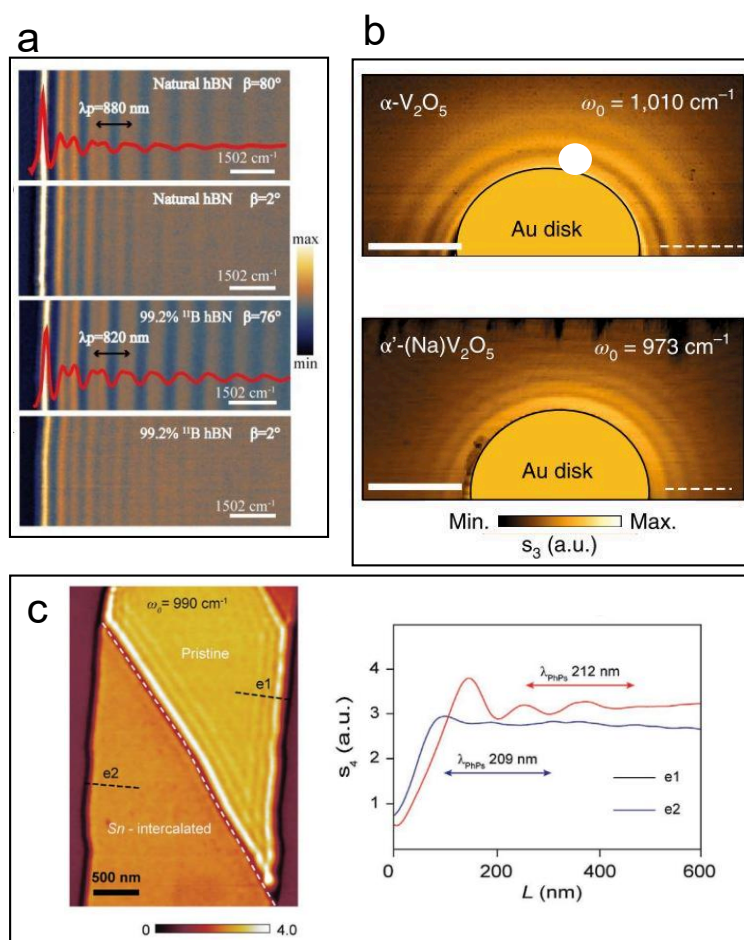 a
Natural hBN β=80°
λp=880 nm
1502 cm⁻¹
Natural hBN β=2°
1502 cm⁻¹
max
min
99.2% ¹¹B hBN β=76°
λp=820 nm
1502 cm⁻¹
99.2% ¹¹B hBN β=2°
1502 cm⁻¹
b
α-V₂O₅ ω₀ = 1,010 cm⁻¹
Au disk
α'-(Na)V₂O₅ ω₀ = 973 cm⁻¹
Au disk
Min. Max.
s₃ (a.u.)
c
ω₀= 990 cm⁻¹
Pristine
e1
e2
Sn - intercalated
500 nm
0 4.0
s₄ (a.u.)
4
3
2
1
λPhPs 212 nm
λPhPs 209 nm
e1
e2
0 200 400 600
L (nm)